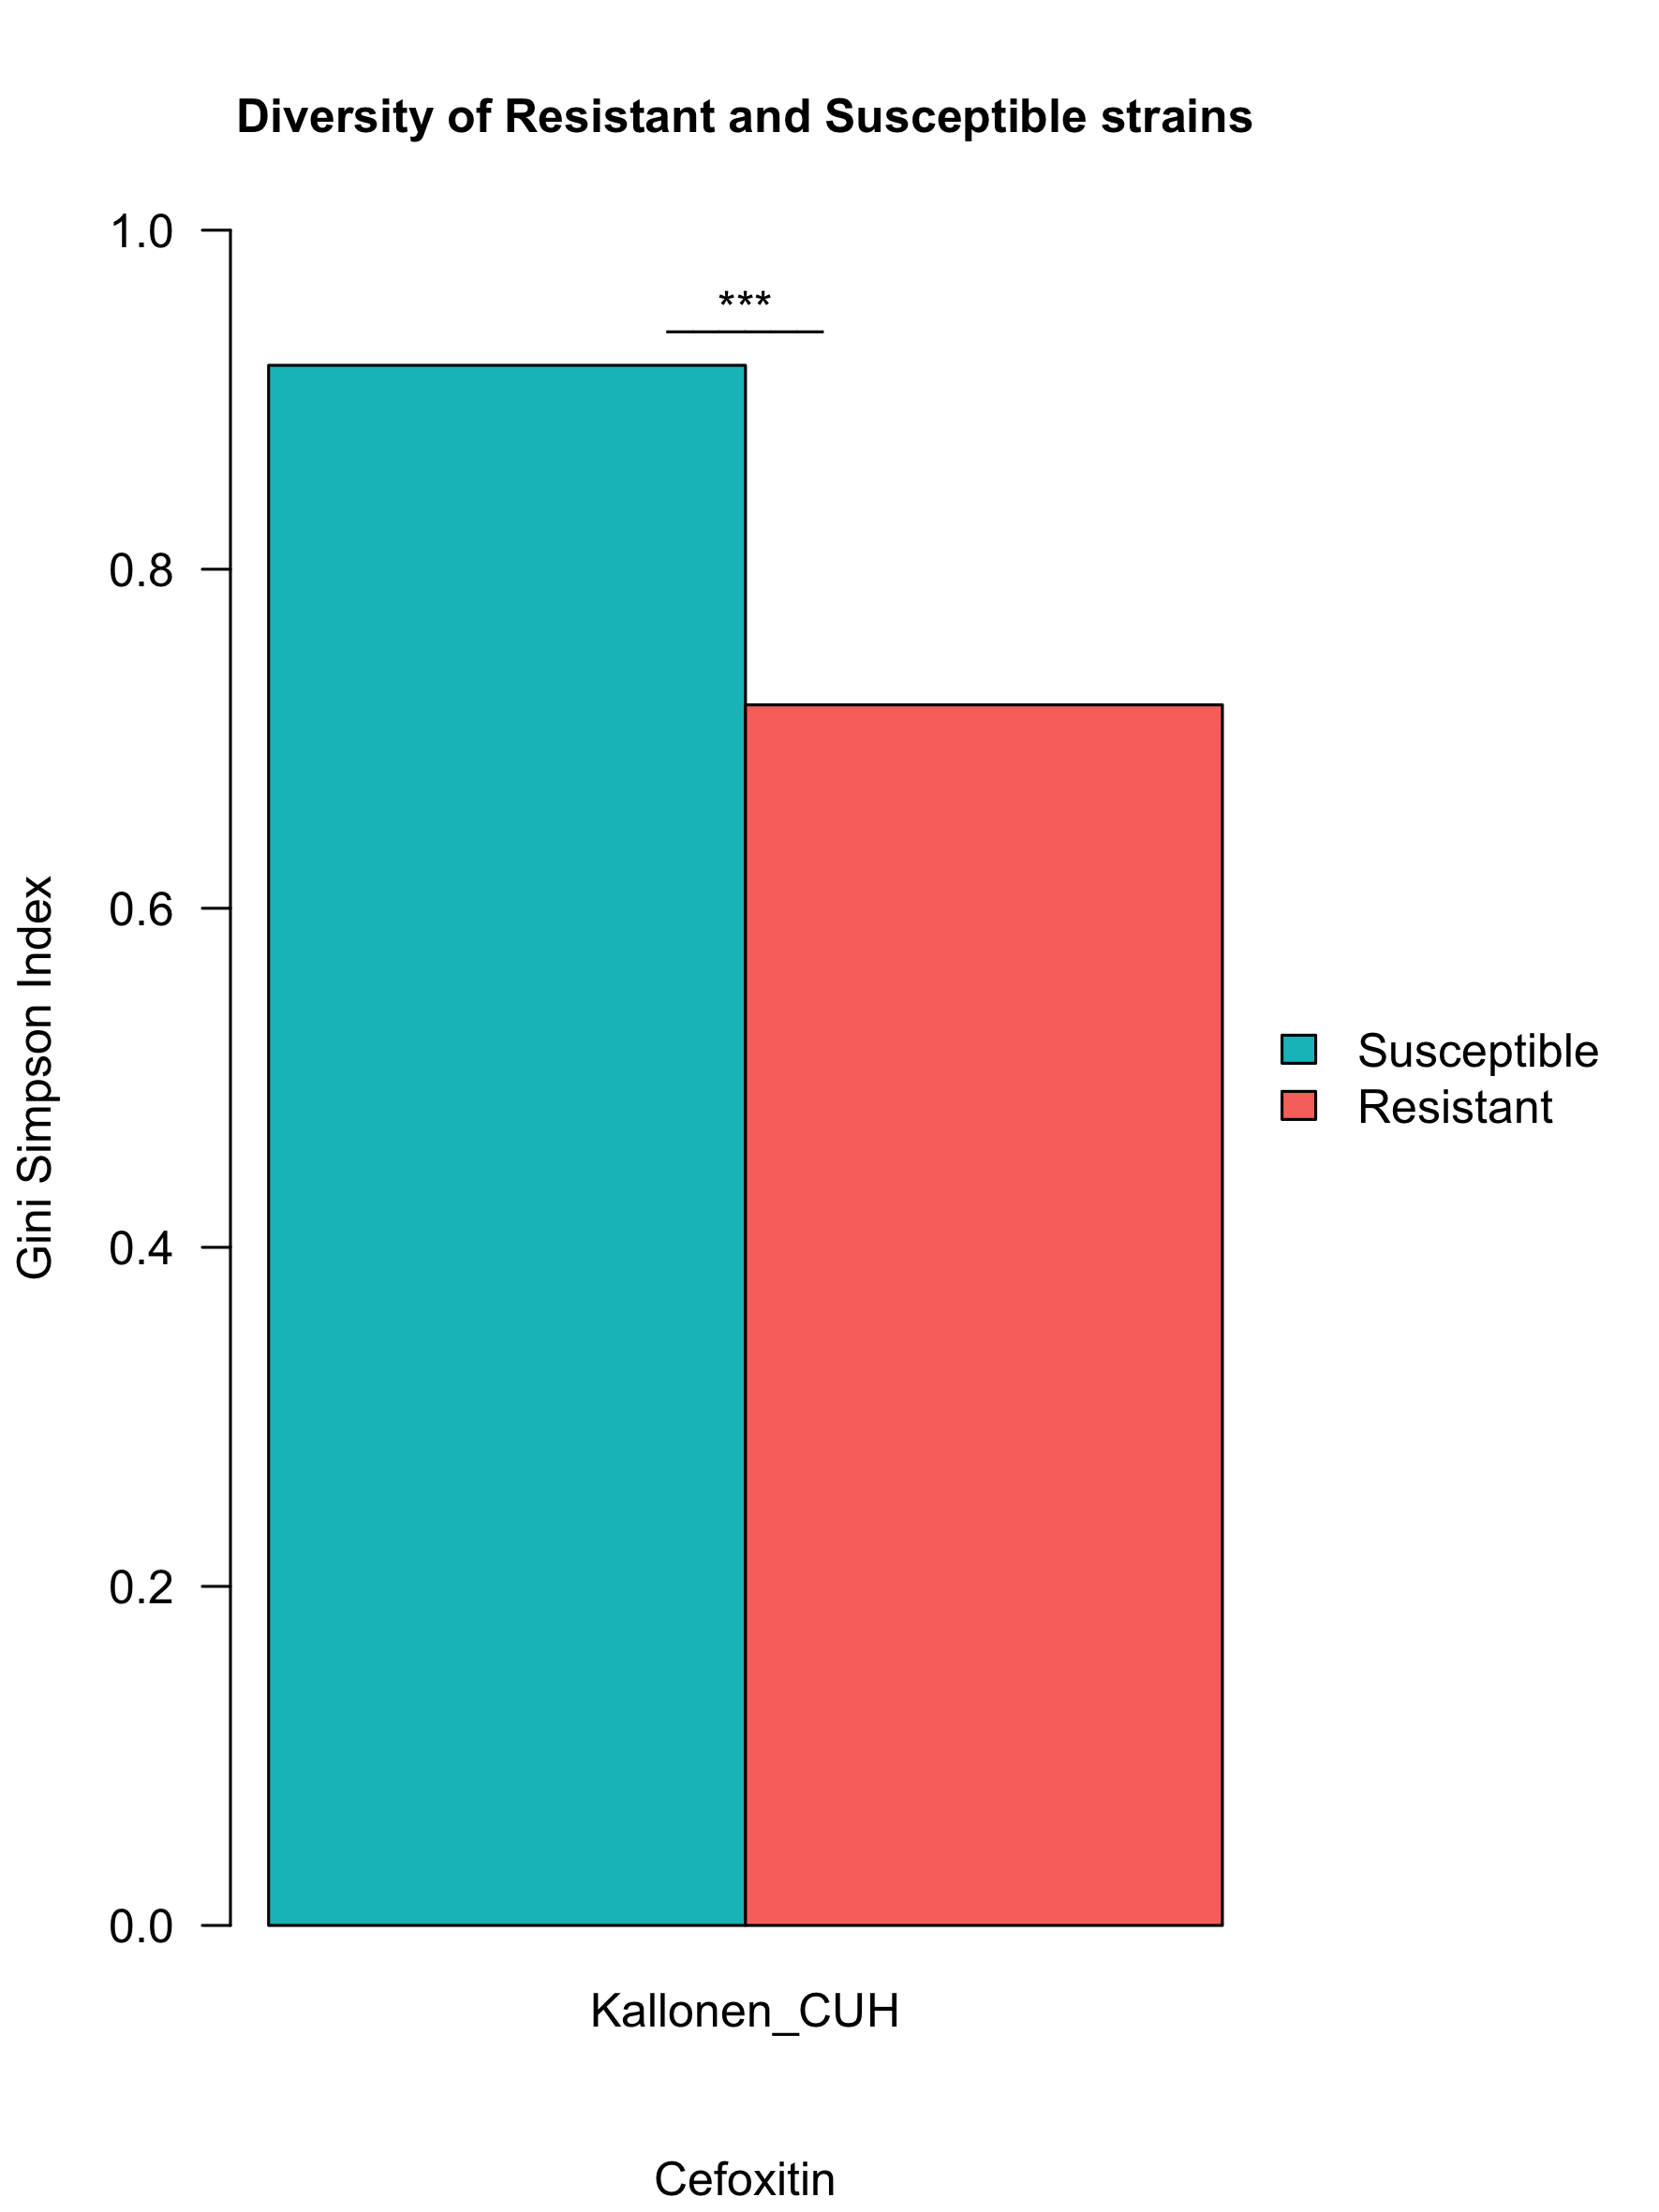 Diversity of Resistant and Susceptible strains
1.0
***
0.8
0.6
Gini Simpson Index
Susceptible
Resistant
0.4
0.2
0.0
Kallonen_CUH
Cefoxitin